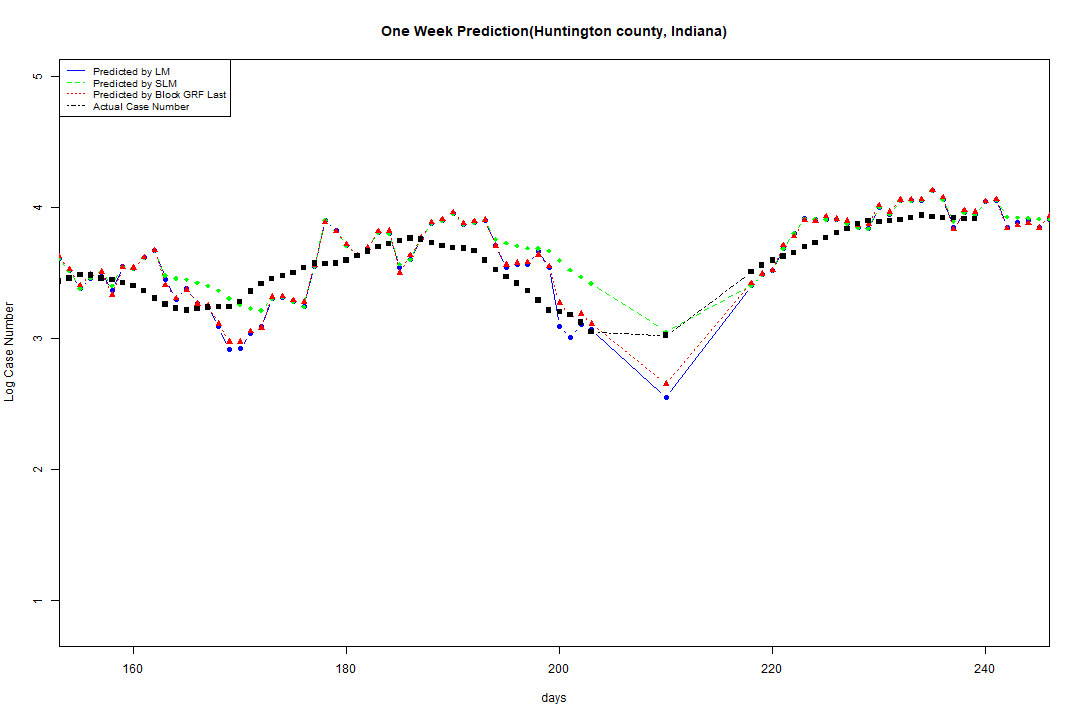 One Week Prediction(Huntington county, Indiana)
Predicted by LM
Predicted by SLM
Predicted by Block GRF Last
Actual Case Number
5
4
3
2
1
Log Case Number
160 180 200 220 240
days